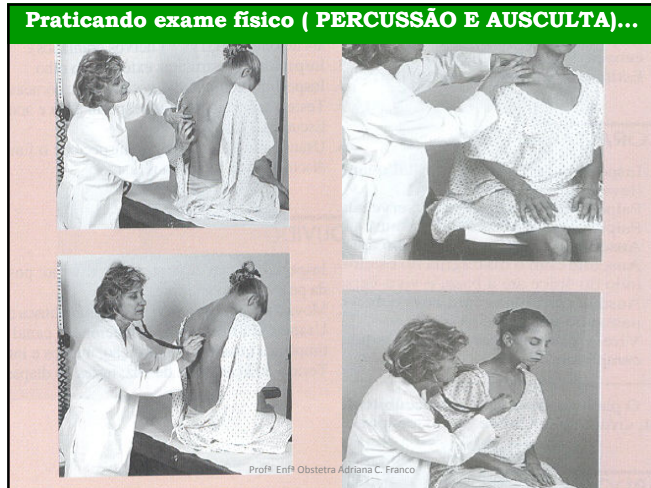 Praticando exame físico ( PERCUSSÃO E AUSCULTA)...
Profª Enfª Obstetra Adriana C. Franco